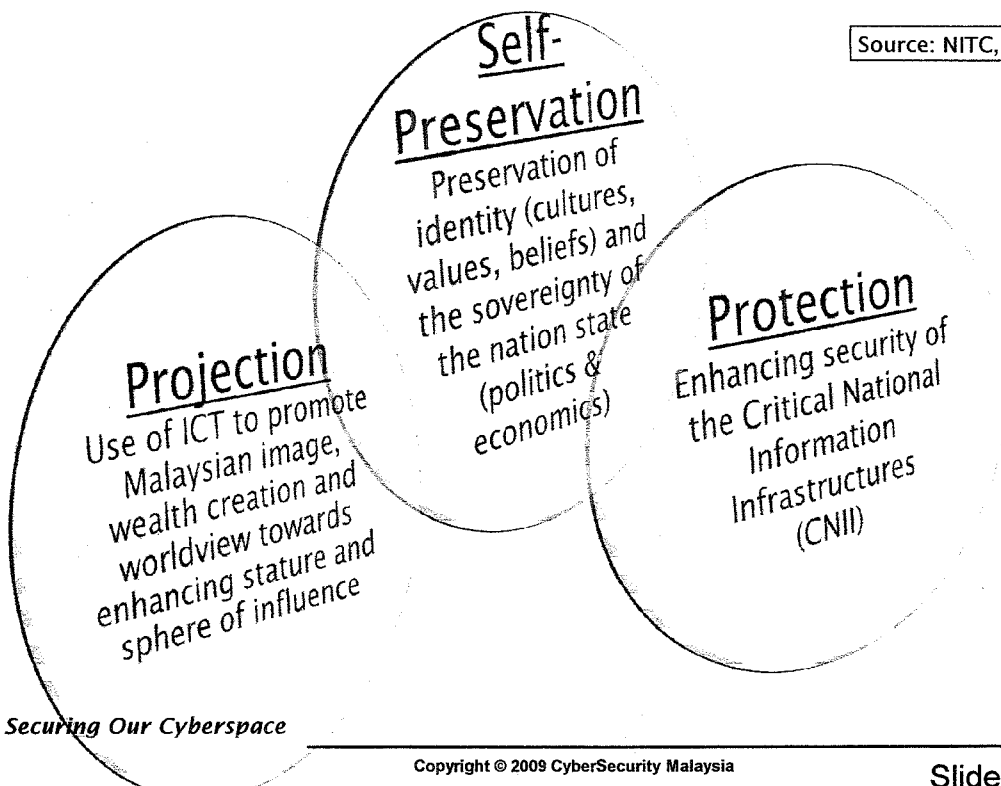 Source: NITC,
Self-
Preservation
Preservation of
identity (cultures,
values, beliefs) and
the sovereignty of
the nation state
(politics &
economics)
Projection
Use of ICT to promote
Malaysian image,
wealth creation and
worldview towards
enhancing stature and
sphere of influence
Protection
Enhancing security of
the Critical National
Information
Infrastructures
(CNII)
Securing Our Cyberspace
Copyright © 2009 CyberSecurity Malaysia
Slide